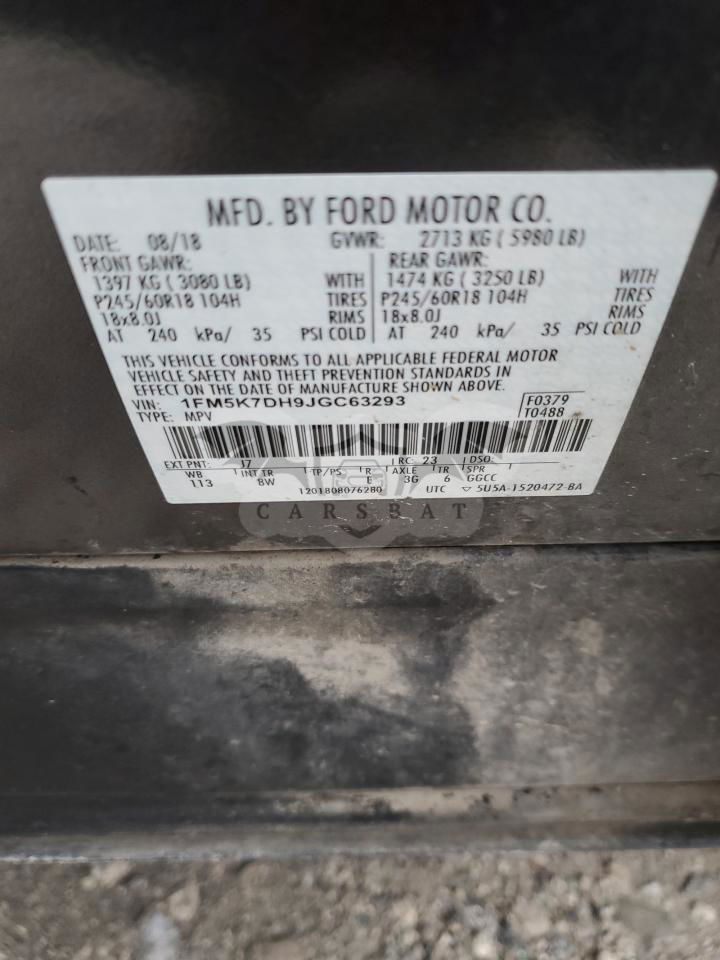 MFD. BY FORD MOTOR CO.
DATE: 08/18 GVWR: 2713 KG ( 5980 LB)
FRONT GAWR: REAR GAWR:
1397 KG ( 3080 LB) WITH 1474 KG ( 3250 LB) WITH
P245/60R18 104H TIRES P245/60R18 104H TIRES
18x8.0J RIMS 18x8.0J RIMS
AT 240 kPa/ 35 PSI COLD AT 240 kPa/ 35 PSI COLD
THIS VEHICLE CONFORMS TO ALL APPLICABLE FEDERAL MOTOR
VEHICLE SAFETY AND THEFT PREVENTION STANDARDS IN
EFFECT ON THE DATE OF MANUFACTURE SHOWN ABOVE.
VIN: 1FM5K7DH9JGC63293 F0379
TYPE: MPV T0488
EXT PNT: J7 RC: 23 DSO:
WB INT TR TP/PS R AXLE TR SPR
113 8W E 3G 6 GGCC
1201808076280 UTC 5U5A-1520472-BA
CARSBAT